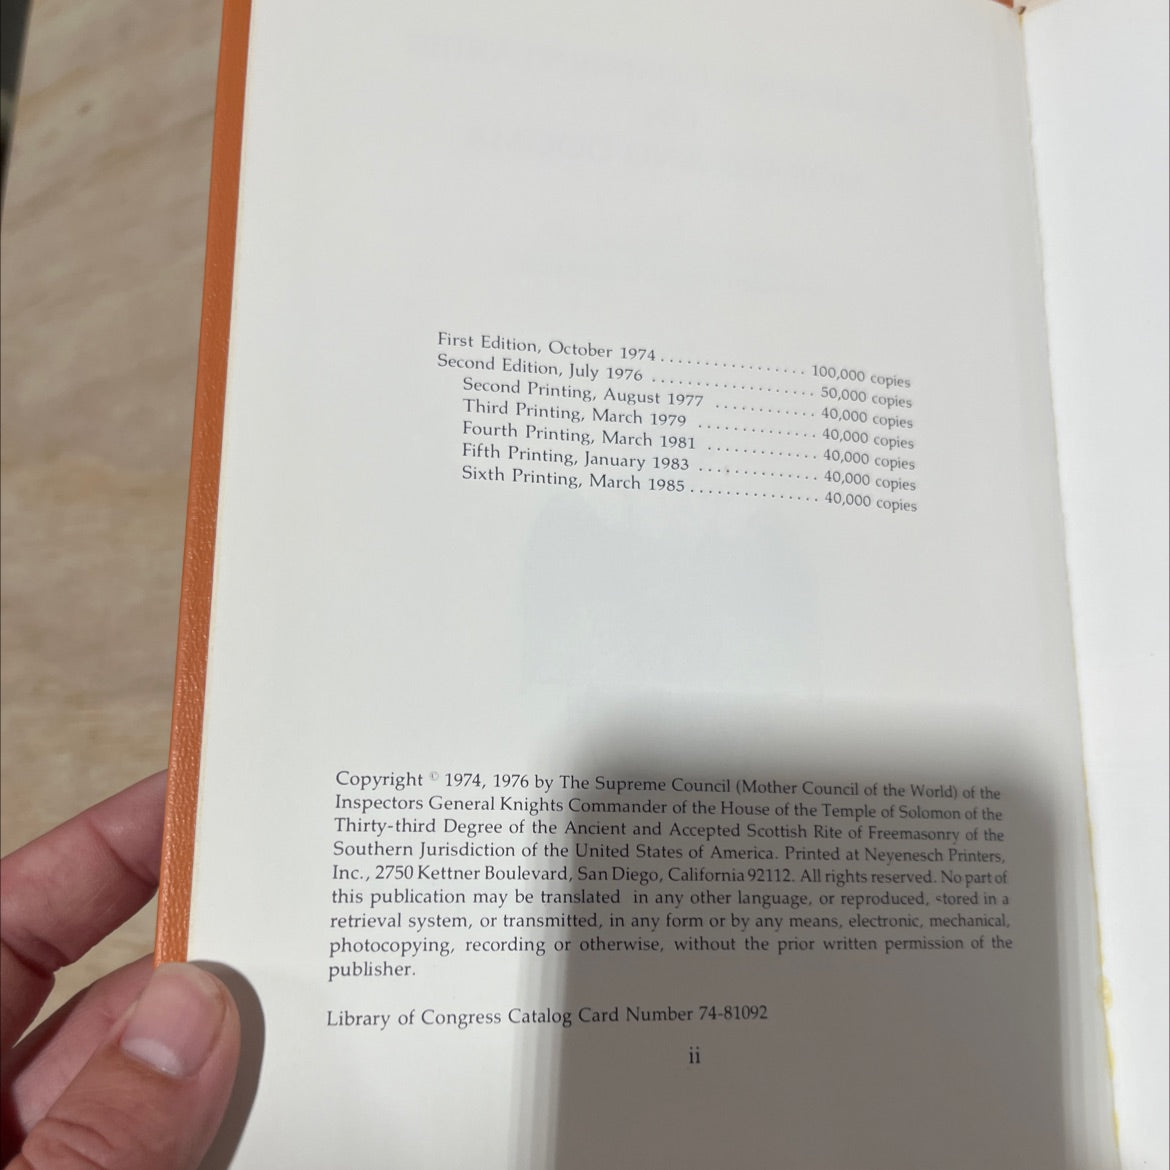 First Edition, October 1974 ................ 100,000 copies
Second Edition, July 1976 .................. 50,000 copies
Second Printing, August 1977 ............ 40,000 copies
Third Printing, March 1979 .............. 40,000 copies
Fourth Printing, March 1981 ............. 40,000 copies
Fifth Printing, January 1983 .............. 40,000 copies
Sixth Printing, March 1985 ............... 40,000 copies
Copyright © 1974, 1976 by The Supreme Council (Mother Council of the World) of the
Inspectors General Knights Commander of the House of the Temple of Solomon of the
Thirty-third Degree of the Ancient and Accepted Scottish Rite of Freemasonry of the
Southern Jurisdiction of the United States of America. Printed at Neyenesch Printers,
Inc., 2750 Kettner Boulevard, San Diego, California 92112. All rights reserved. No part of
this publication may be translated in any other language, or reproduced, stored in a
retrieval system, or transmitted, in any form or by any means, electronic, mechanical,
photocopying, recording or otherwise, without the prior written permission of the
publisher.
Library of Congress Catalog Card Number 74-81092
ii